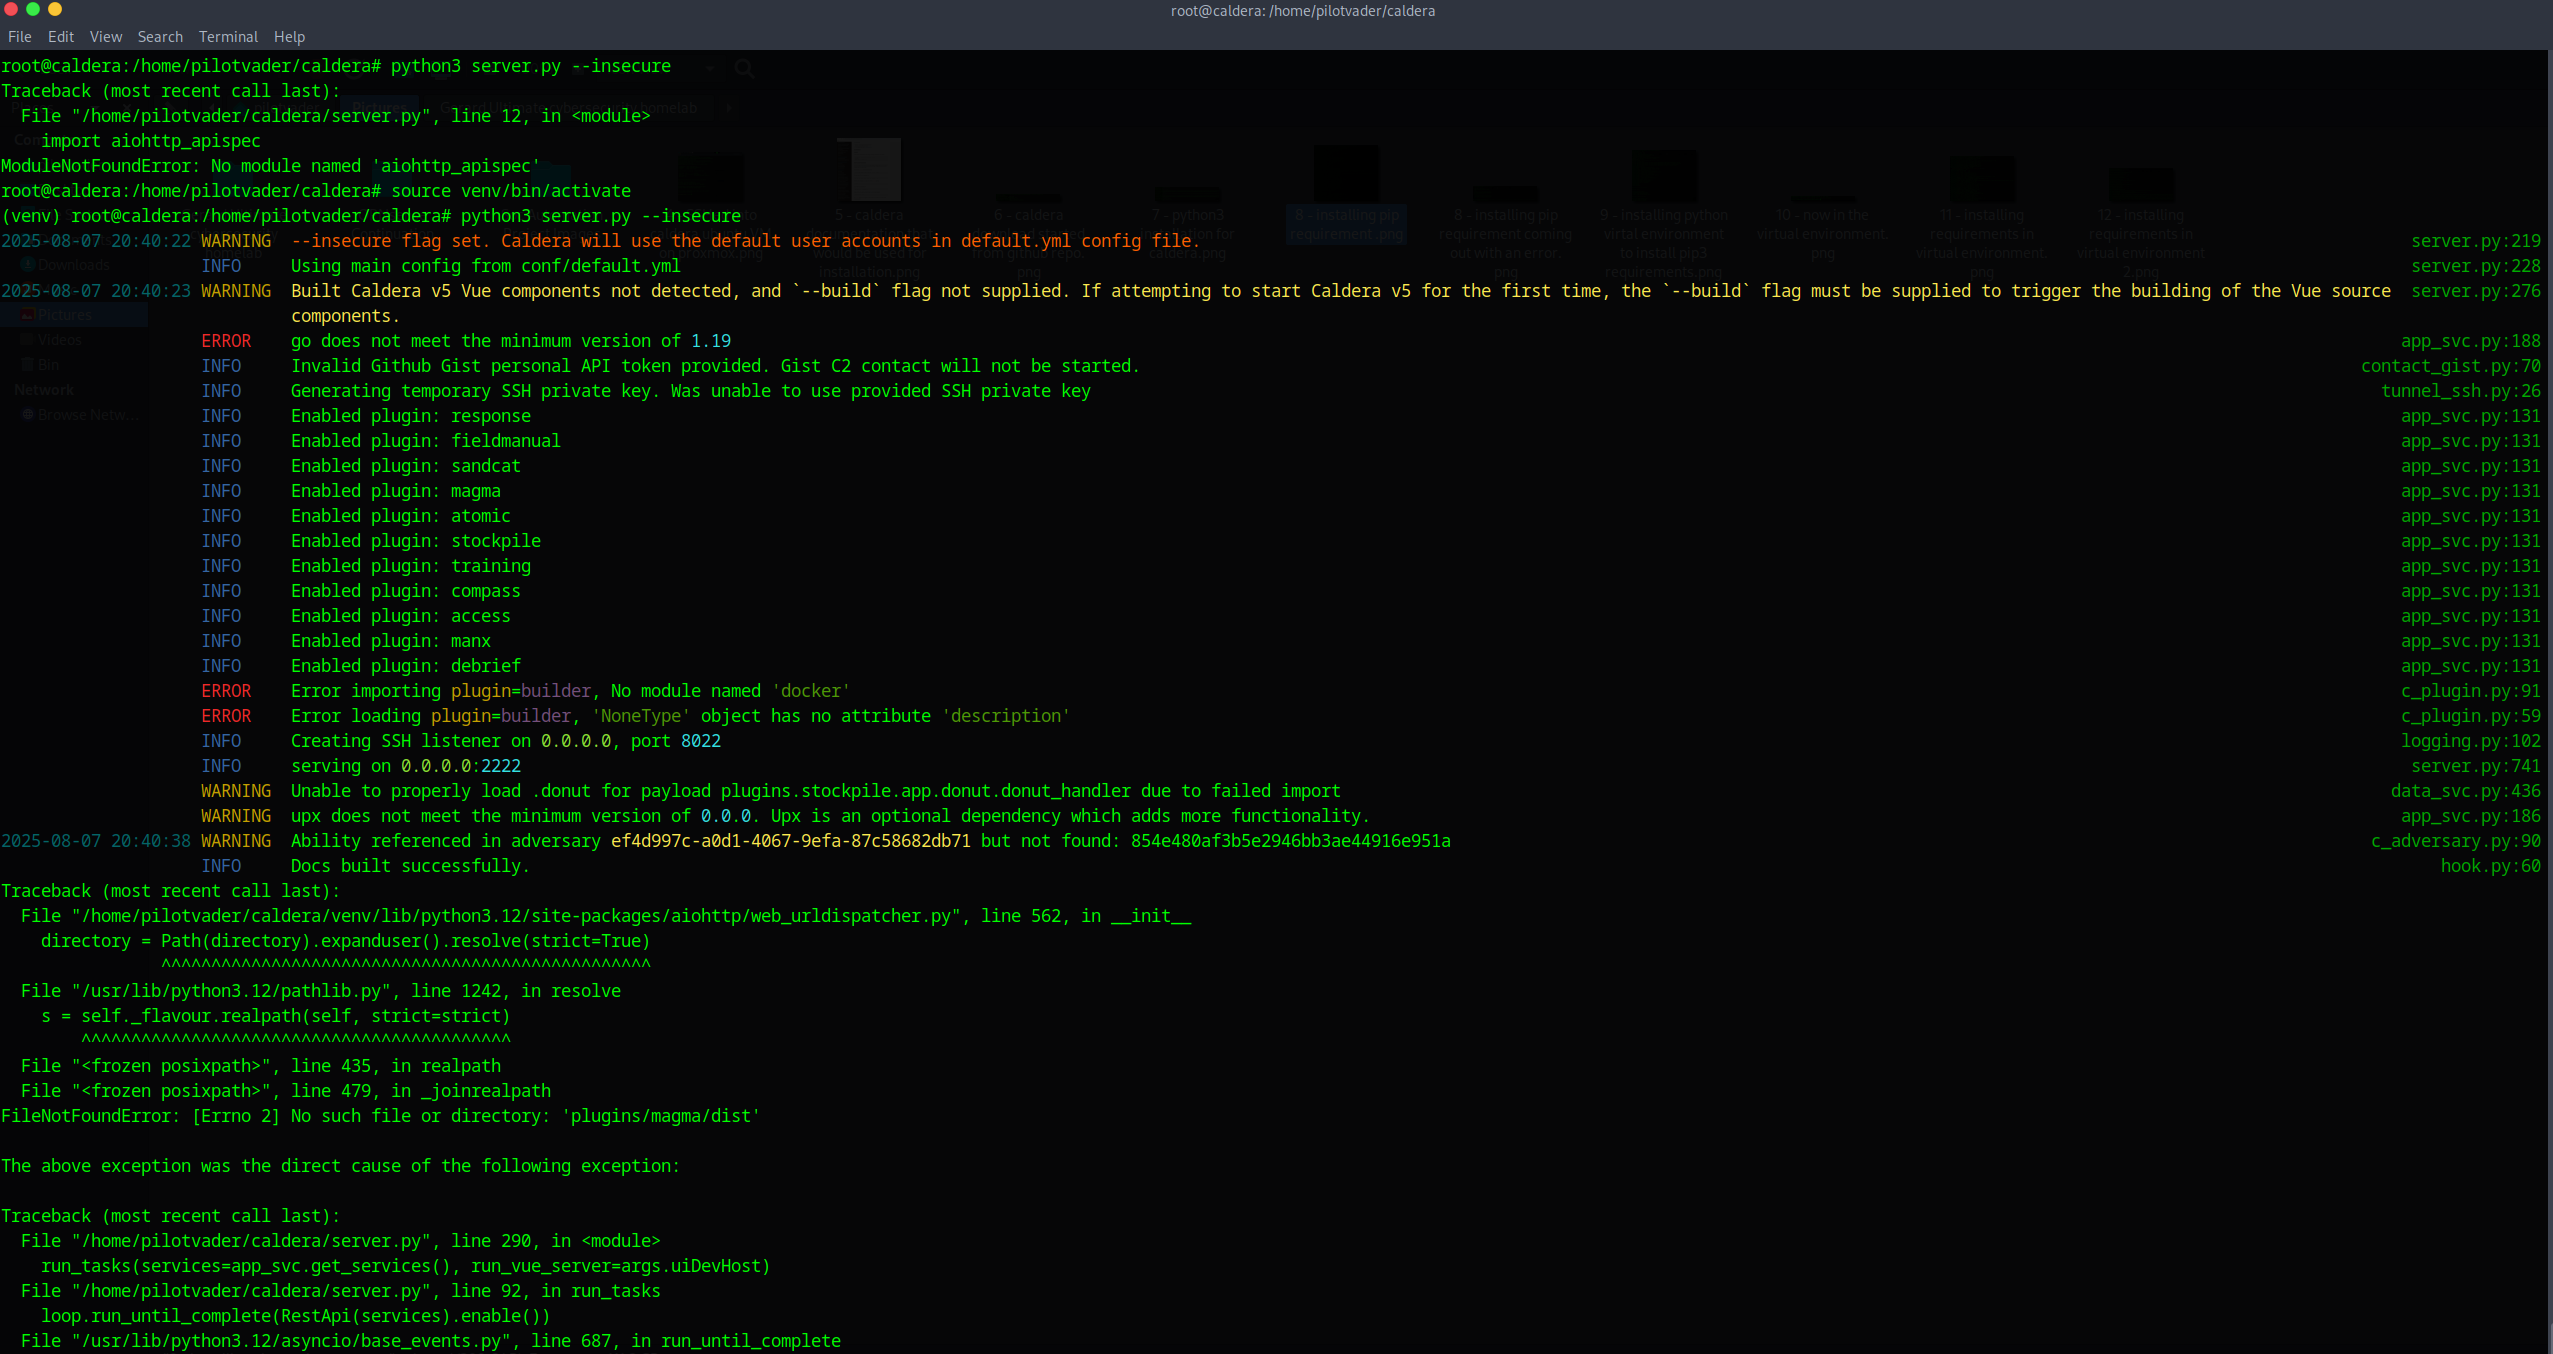 root@caldera: /home/pilotvader/caldera
File Edit View Search Terminal Help
root@caldera:/home/pilotvader/caldera# python3 server.py --insecure
Traceback (most recent call last):
  File "/home/pilotvader/caldera/server.py", line 12, in <module>
    import aiohttp_apispec
ModuleNotFoundError: No module named 'aiohttp_apispec'
root@caldera:/home/pilotvader/caldera# source venv/bin/activate
(venv) root@caldera:/home/pilotvader/caldera# python3 server.py --insecure
2025-08-07 20:40:22 WARNING  --insecure flag set. Caldera will use the default user accounts in default.yml config file. server.py:219
INFO     Using main config from conf/default.yml server.py:228
2025-08-07 20:40:23 WARNING  Built Caldera v5 Vue components not detected, and `--build` flag not supplied. If attempting to start Caldera v5 for the first time, the `--build` flag must be supplied to trigger the building of the Vue source server.py:276
components.
ERROR    go does not meet the minimum version of 1.19 app_svc.py:188
INFO     Invalid Github Gist personal API token provided. Gist C2 contact will not be started. contact_gist.py:70
INFO     Generating temporary SSH private key. Was unable to use provided SSH private key tunnel_ssh.py:26
INFO     Enabled plugin: response app_svc.py:131
INFO     Enabled plugin: fieldmanual app_svc.py:131
INFO     Enabled plugin: sandcat app_svc.py:131
INFO     Enabled plugin: magma app_svc.py:131
INFO     Enabled plugin: atomic app_svc.py:131
INFO     Enabled plugin: stockpile app_svc.py:131
INFO     Enabled plugin: training app_svc.py:131
INFO     Enabled plugin: compass app_svc.py:131
INFO     Enabled plugin: access app_svc.py:131
INFO     Enabled plugin: manx app_svc.py:131
INFO     Enabled plugin: debrief app_svc.py:131
ERROR    Error importing plugin=builder, No module named 'docker' c_plugin.py:91
ERROR    Error loading plugin=builder, 'NoneType' object has no attribute 'description' c_plugin.py:59
INFO     Creating SSH listener on 0.0.0.0, port 8022 logging.py:102
INFO     serving on 0.0.0.0:2222 server.py:741
WARNING  Unable to properly load .donut for payload plugins.stockpile.app.donut.donut_handler due to failed import data_svc.py:436
WARNING  upx does not meet the minimum version of 0.0.0. Upx is an optional dependency which adds more functionality. app_svc.py:186
2025-08-07 20:40:38 WARNING  Ability referenced in adversary ef4d997c-a0d1-4067-9efa-87c58682db71 but not found: 854e480af3b5e2946bb3ae44916e951a c_adversary.py:90
INFO     Docs built successfully. hook.py:60
Traceback (most recent call last):
  File "/home/pilotvader/caldera/venv/lib/python3.12/site-packages/aiohttp/web_urldispatcher.py", line 562, in __init__
    directory = Path(directory).expanduser().resolve(strict=True)
                ^^^^^^^^^^^^^^^^^^^^^^^^^^^^^^^^^^^^^^^^^^^^^^^^^
  File "/usr/lib/python3.12/pathlib.py", line 1242, in resolve
    s = self._flavour.realpath(self, strict=strict)
        ^^^^^^^^^^^^^^^^^^^^^^^^^^^^^^^^^^^^^^^^^^^
  File "<frozen posixpath>", line 435, in realpath
  File "<frozen posixpath>", line 479, in _joinrealpath
FileNotFoundError: [Errno 2] No such file or directory: 'plugins/magma/dist'
The above exception was the direct cause of the following exception:
Traceback (most recent call last):
  File "/home/pilotvader/caldera/server.py", line 290, in <module>
    run_tasks(services=app_svc.get_services(), run_vue_server=args.uiDevHost)
  File "/home/pilotvader/caldera/server.py", line 92, in run_tasks
    loop.run_until_complete(RestApi(services).enable())
  File "/usr/lib/python3.12/asyncio/base_events.py", line 687, in run_until_complete